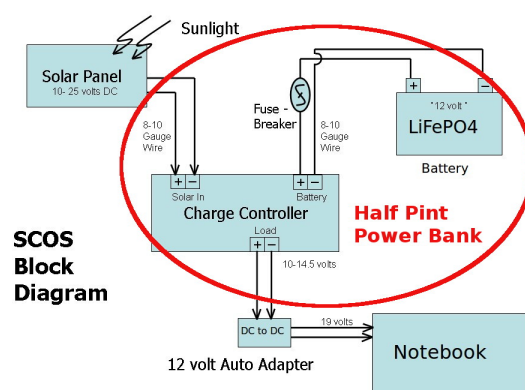 Sunlight
Solar Panel
10- 25 volts DC
+
−
"12 volt "
LiFePO4
Battery
Fuse -
Breaker
8-10
Gauge
Wire
8-10
Gauge
Wire
+ −
Solar In
+ −
Battery
Charge Controller
Load
+ −
Half Pint
Power Bank
10-14.5 volts
SCOS
Block
Diagram
DC to DC
19 volts
12 volt Auto Adapter
Notebook